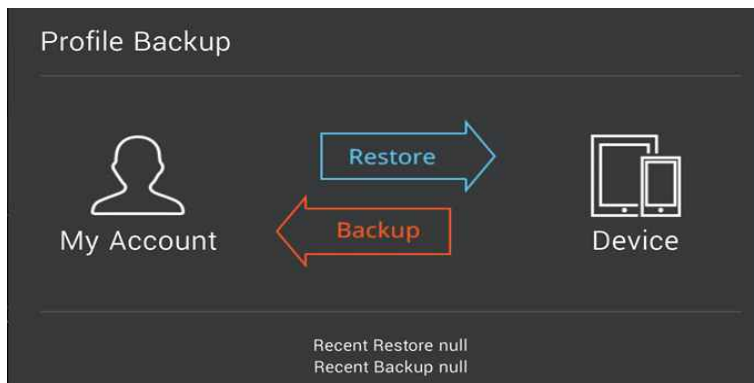 Profile Backup
Restore
Backup
My Account
Device
Recent Restore null
Recent Backup null